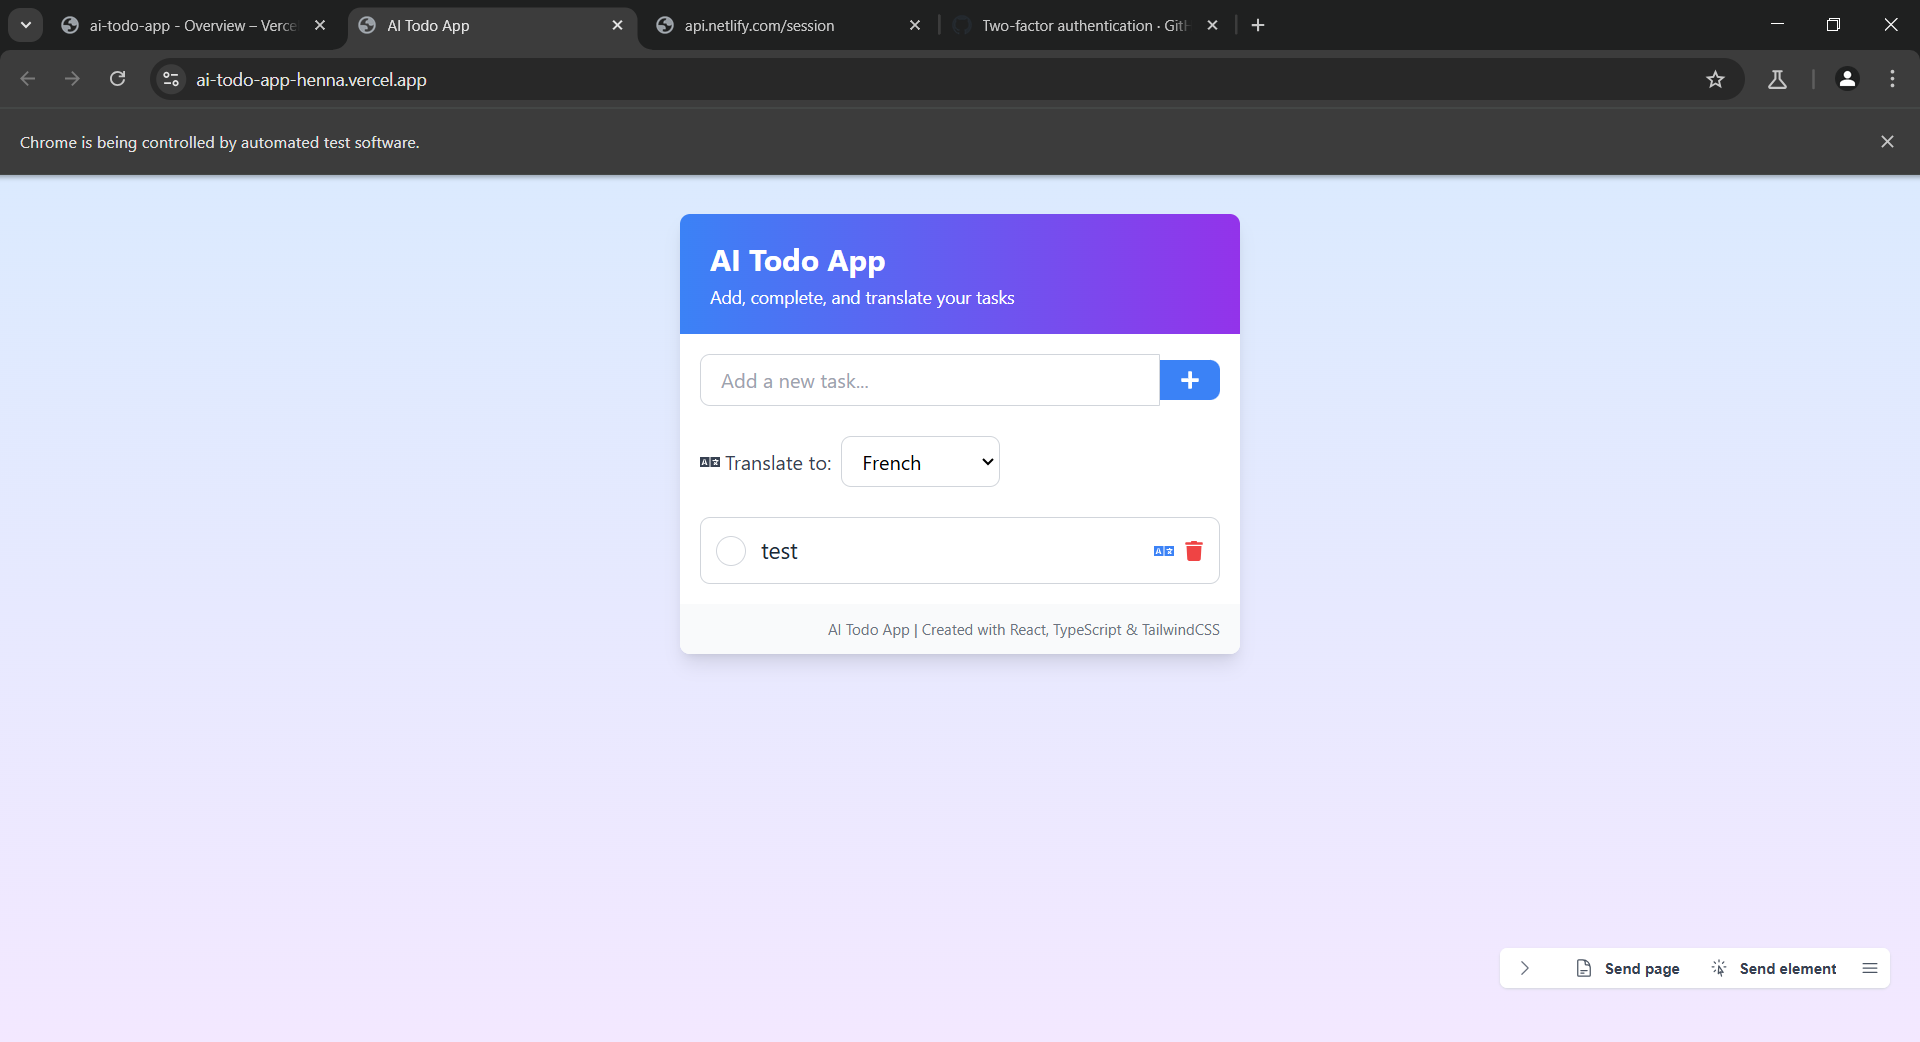 ai-todo-app - Overview – Verce
AI Todo App
api.netlify.com/session
Two-factor authentication · GitH
ai-todo-app-henna.vercel.app
Chrome is being controlled by automated test software.
AI Todo App
Add, complete, and translate your tasks
Add a new task...
Translate to:
French
test
AI Todo App | Created with React, TypeScript & TailwindCSS
Send page
Send element